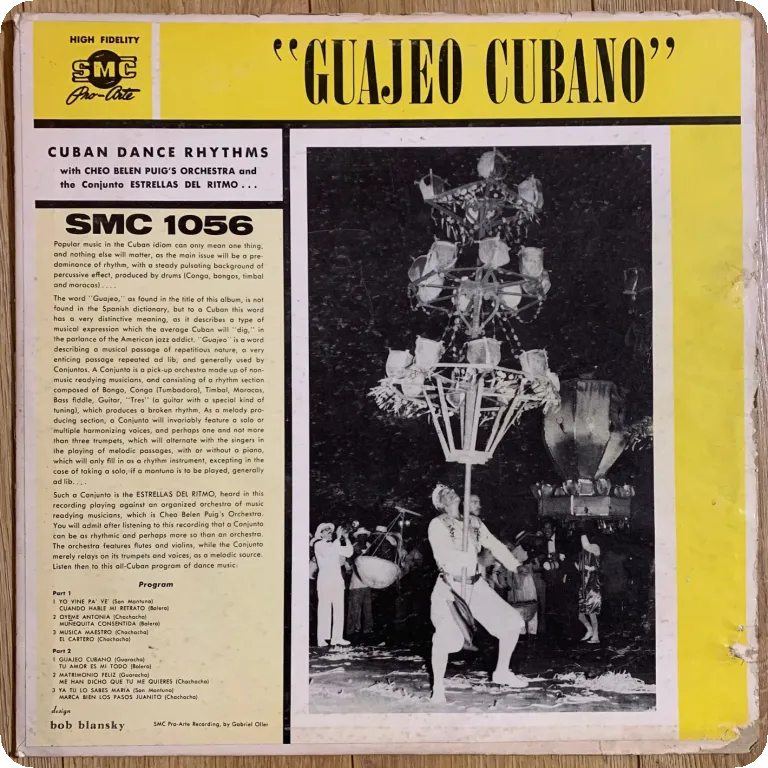 HIGH FIDELITY
SMC
Pro-Arte
"GUAJEO CUBANO"
CUBAN DANCE RHYTHMS
with CHEO BELEN PUIG'S ORCHESTRA and
the Conjunto ESTRELLAS DEL RITMO...
SMC 1056
Popular music in the Cuban idiom can only mean one thing,
and nothing else will matter, as the main issue will be a pre-
dominance of rhythm, with a steady pulsating background of
percussive effect, produced by drums (Conga, bongos, timbal
and maracas)....
The word "Guajeo," as found in the title of this album, is not
found in the Spanish dictionary, but to a Cuban this word
has a very distinctive meaning, as it describes a type of
musical expression which the average Cuban will "dig," in
the parlance of the American jazz addict. "Guajeo" is a word
describing a musical passage of repetitious nature, a very
enticing passage repeated ad lib, and generally used by
Conjuntos. A Conjunto is a pick-up orchestra made up of non-
music readying musicians, and consisting of a rhythm section
composed of Bongo, Conga (Tumbadora), Timbal, Maracas,
Bass fiddle, Guitar, "Tres" (a guitar with a special kind of
tuning), which produces a broken rhythm. As a melody pro-
ducing section, a Conjunto will invariably feature a solo or
multiple harmonizing voices, and perhaps one and not more
than three trumpets, which will alternate with the singers in
the playing of melodic passages, with or without a piano,
which will only fill in as a rhythm instrument, excepting in the
case of taking a solo, if a montuna is to be played, generally
ad lib....
Such a Conjunto is the ESTRELLAS DEL RITMO, heard in this
recording playing against an organized orchestra of music
readying musicians, which is Cheo Belen Puig's Orchestra.
You will admit after listening to this recording that a Conjunto
can be as rhythmic and perhaps more so than an orchestra.
The orchestra features flutes and violins, while the Conjunto
merely relays on its trumpets and voices, as a melodic source.
Listen then to this all-Cuban program of dance music:
Program
Part 1
1 YO VINE PA' VE' (Son Montuna)
CUANDO HABLE MI RETRATO (Bolero)
2 OYEME ANTONIA (Chachacha)
MUÑEQUITA CONSENTIDA (Bolero)
3 MUSICA MAESTRO (Chachacha)
EL CARTERO (Chachacha)
Part 2
1 GUAJEO CUBANO (Guaracha)
TU AMOR ES MI TODO (Bolero)
2 MATRIMONIO FELIZ (Guaracha)
ME HAN DICHO QUE TU ME QUIERES (Chachacha)
3 YA TU LO SABES MARIA (Son Montuna)
MARCA BIEN LOS PASOS JUANITO (Chachacha)
design
bob blansky
SMC Pro-Arte Recording, by Gabriel Oller